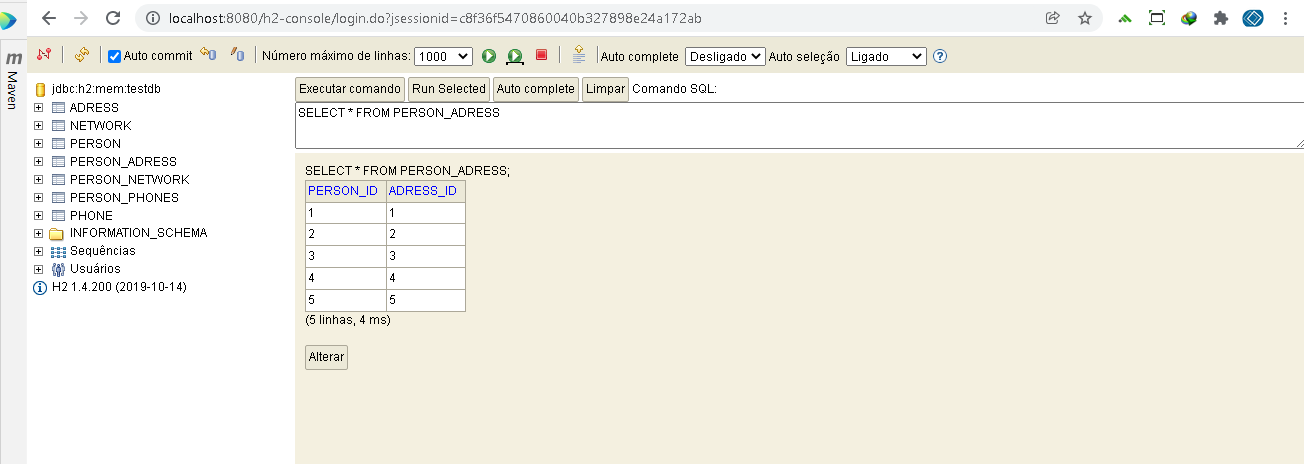 localhost:8080/h2-console/login.do?jsessionid=c8f36f5470860040b327898e24a172ab
m Maven
Auto commit Número máximo de linhas: 1000 Auto complete Desligado Auto seleção Ligado ?
jdbc:h2:mem:testdb
ADRESS
NETWORK
PERSON
PERSON_ADRESS
PERSON_NETWORK
PERSON_PHONES
PHONE
INFORMATION_SCHEMA
Sequências
Usuários
H2 1.4.200 (2019-10-14)
Executar comando Run Selected Auto complete Limpar Comando SQL:
SELECT * FROM PERSON_ADRESS
SELECT * FROM PERSON_ADRESS;
PERSON_ID ADRESS_ID
1 1
2 2
3 3
4 4
5 5
(5 linhas, 4 ms)
Alterar